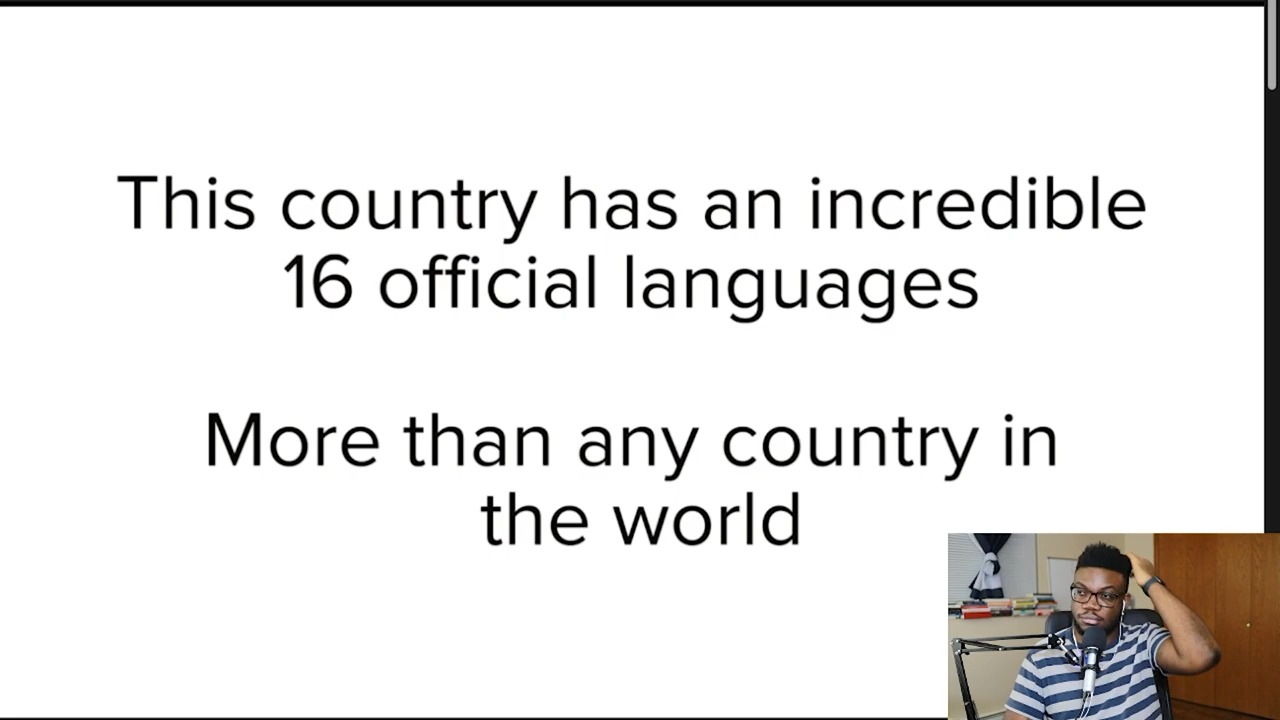 This country has an incredible
16 official languages
More than any country in
the world